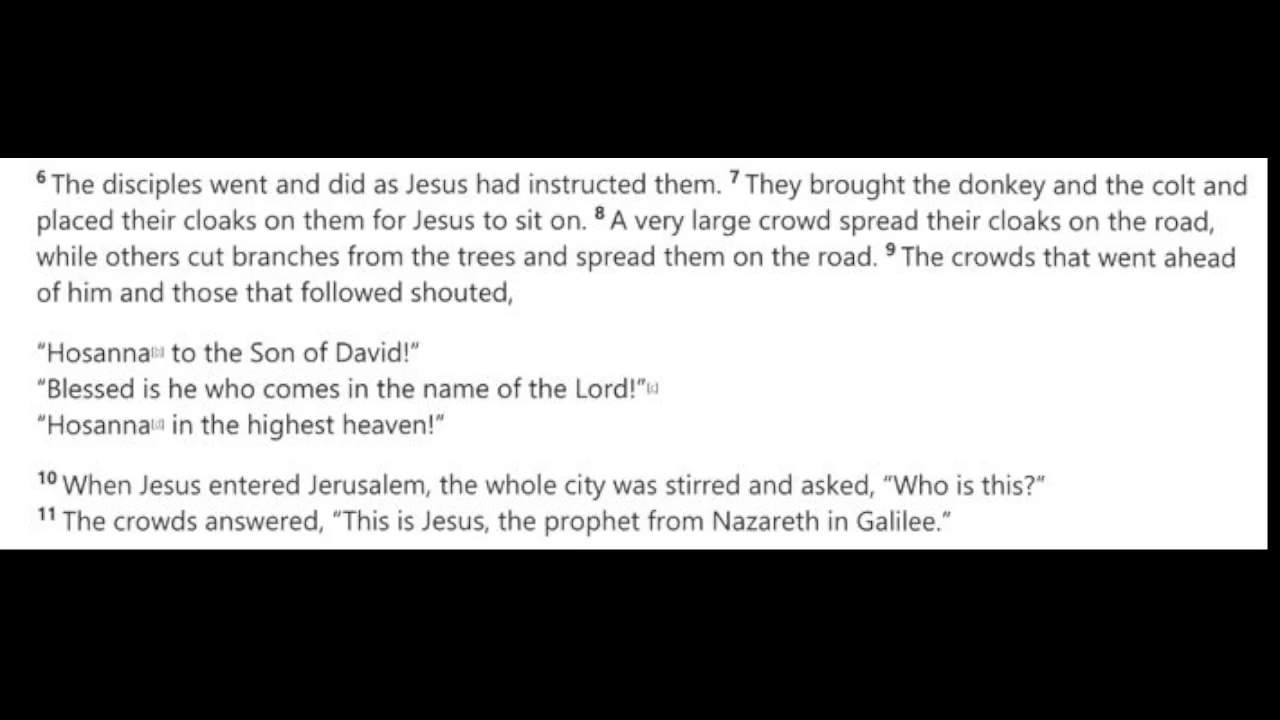 6 The disciples went and did as Jesus had instructed them. 7 They brought the donkey and the colt and
placed their cloaks on them for Jesus to sit on. 8 A very large crowd spread their cloaks on the road,
while others cut branches from the trees and spread them on the road. 9 The crowds that went ahead
of him and those that followed shouted,
“Hosanna to the Son of David!”
“Blessed is he who comes in the name of the Lord!”[c]
“Hosanna in the highest heaven!”
10 When Jesus entered Jerusalem, the whole city was stirred and asked, “Who is this?”
11 The crowds answered, “This is Jesus, the prophet from Nazareth in Galilee.”